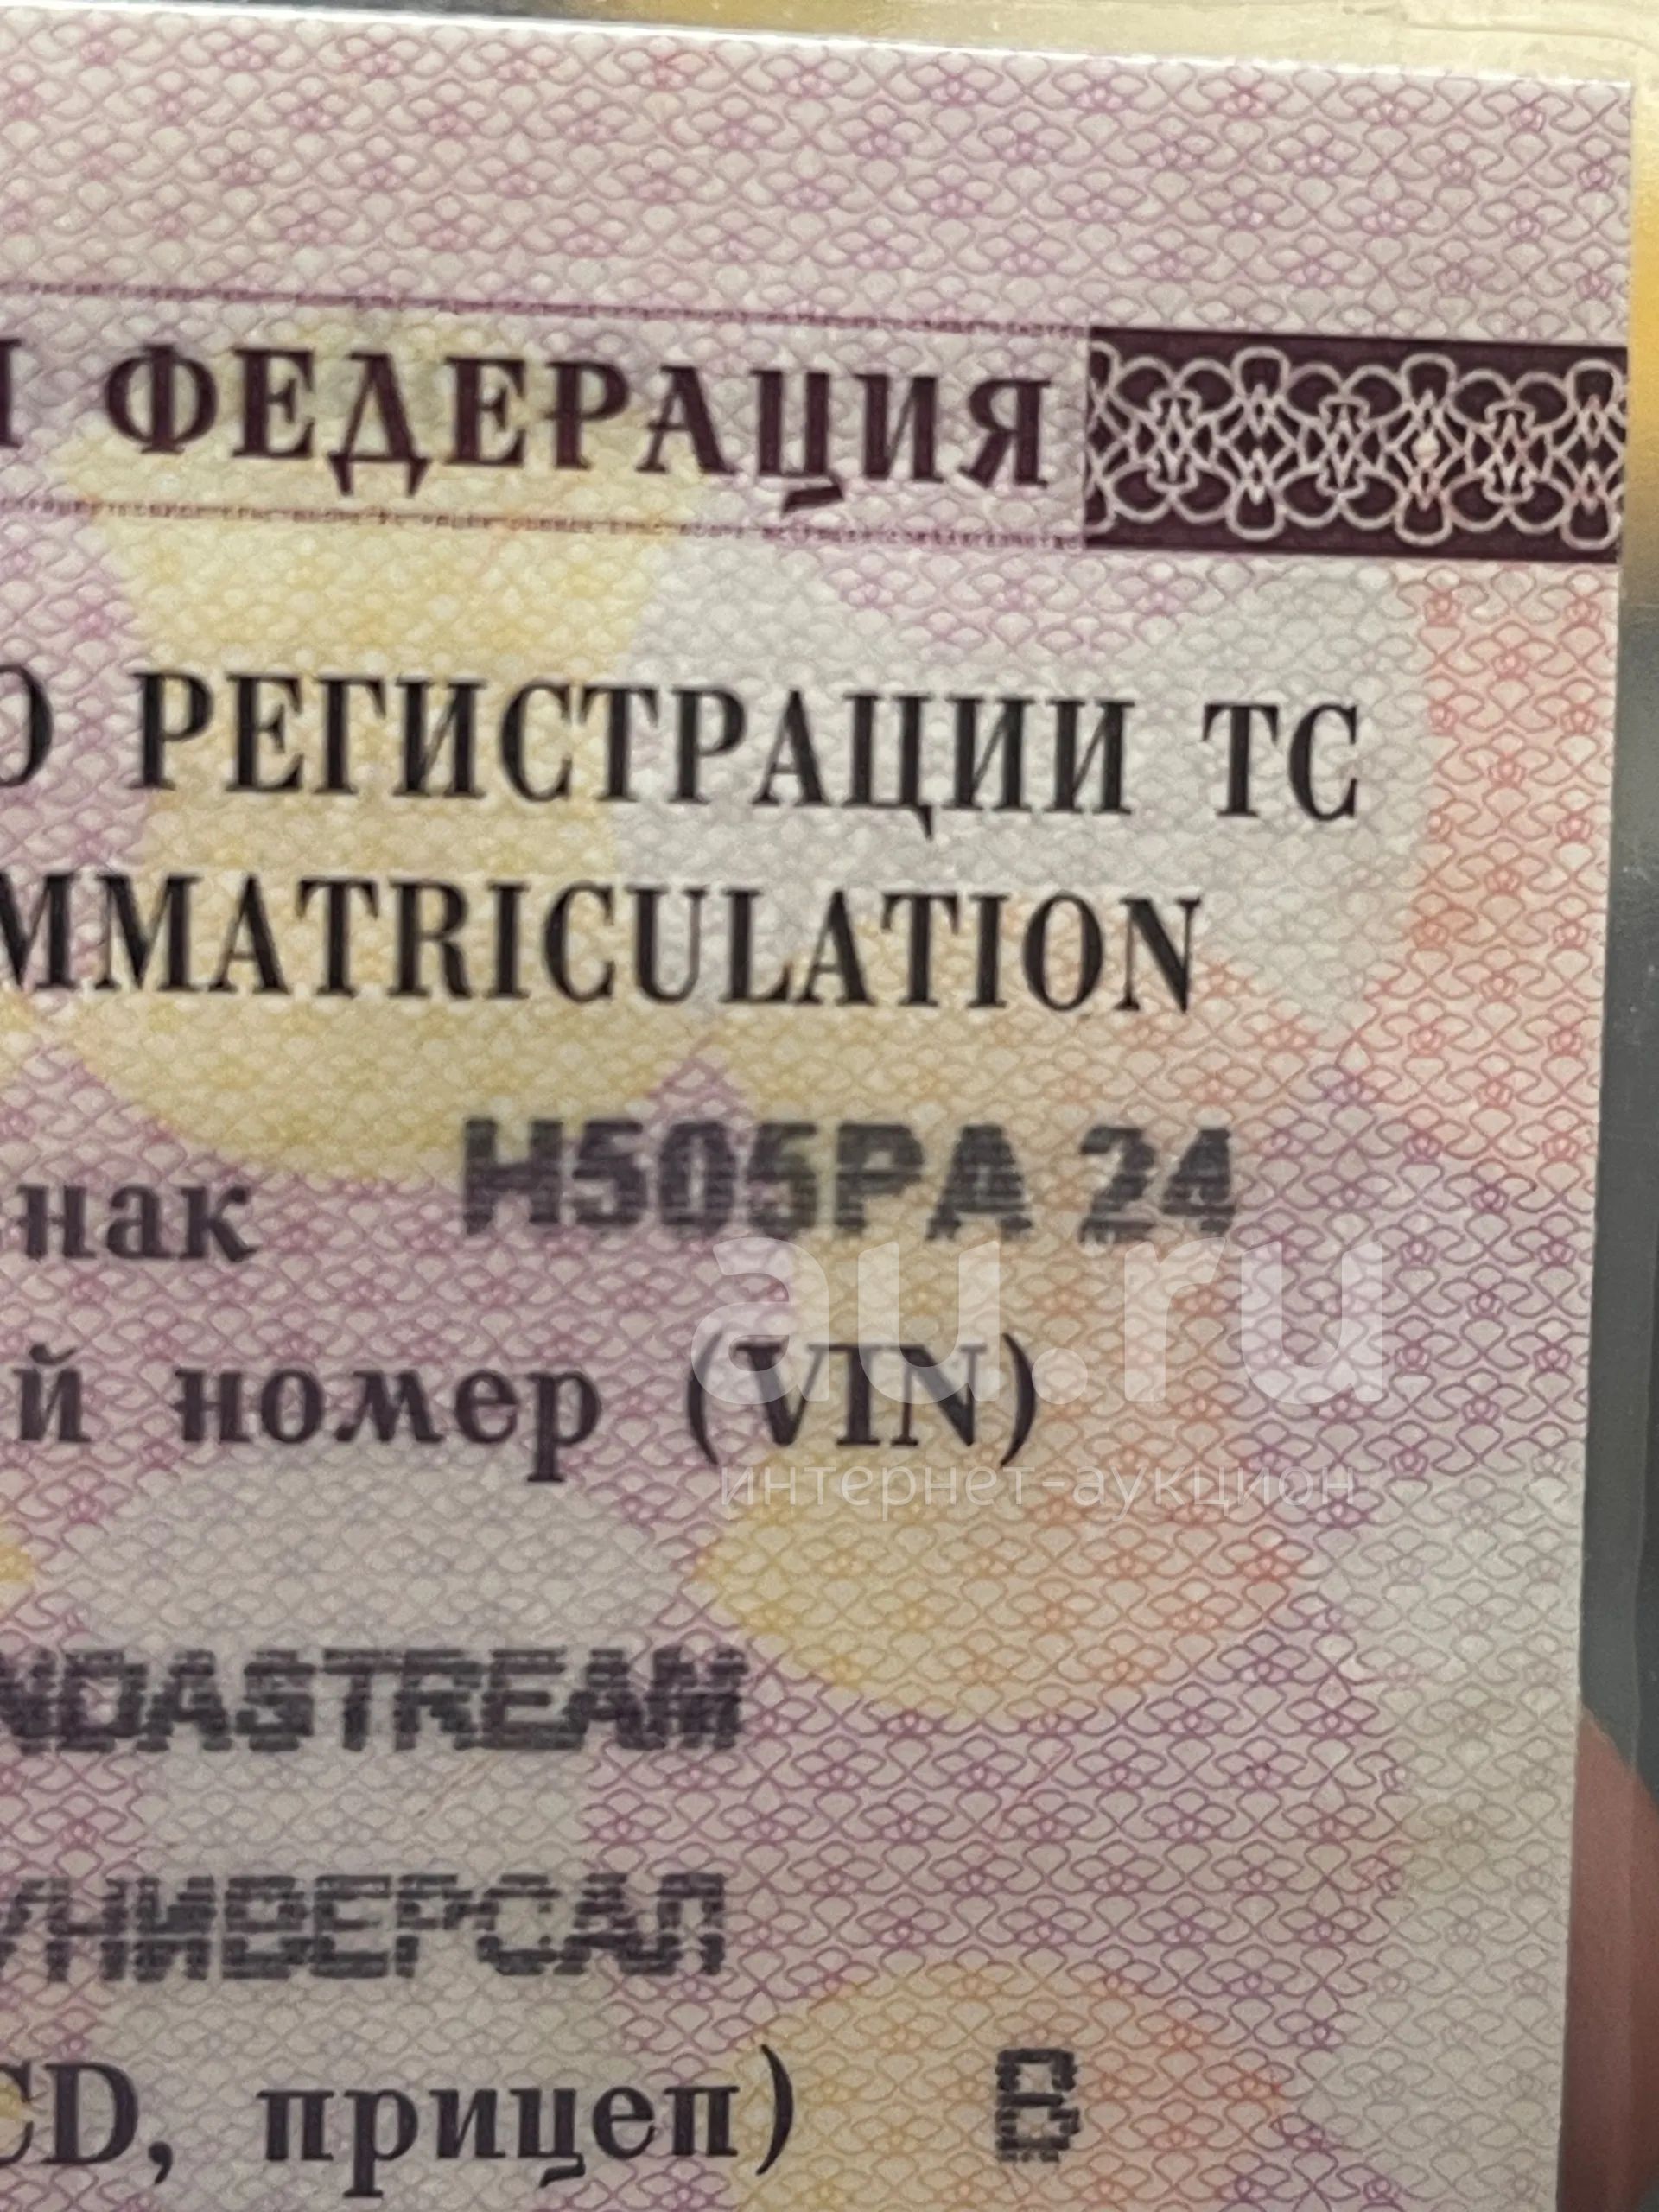 ФЕДЕРАЦИЯ
РЕГИСТРАЦИИ ТС
MMATRICULATION
нак Н505РА 24
au.ru
й номер (VIN)
интернет-аукцион
NDASTREAM
УНИВЕРСАЛ
CD, прицеп) B